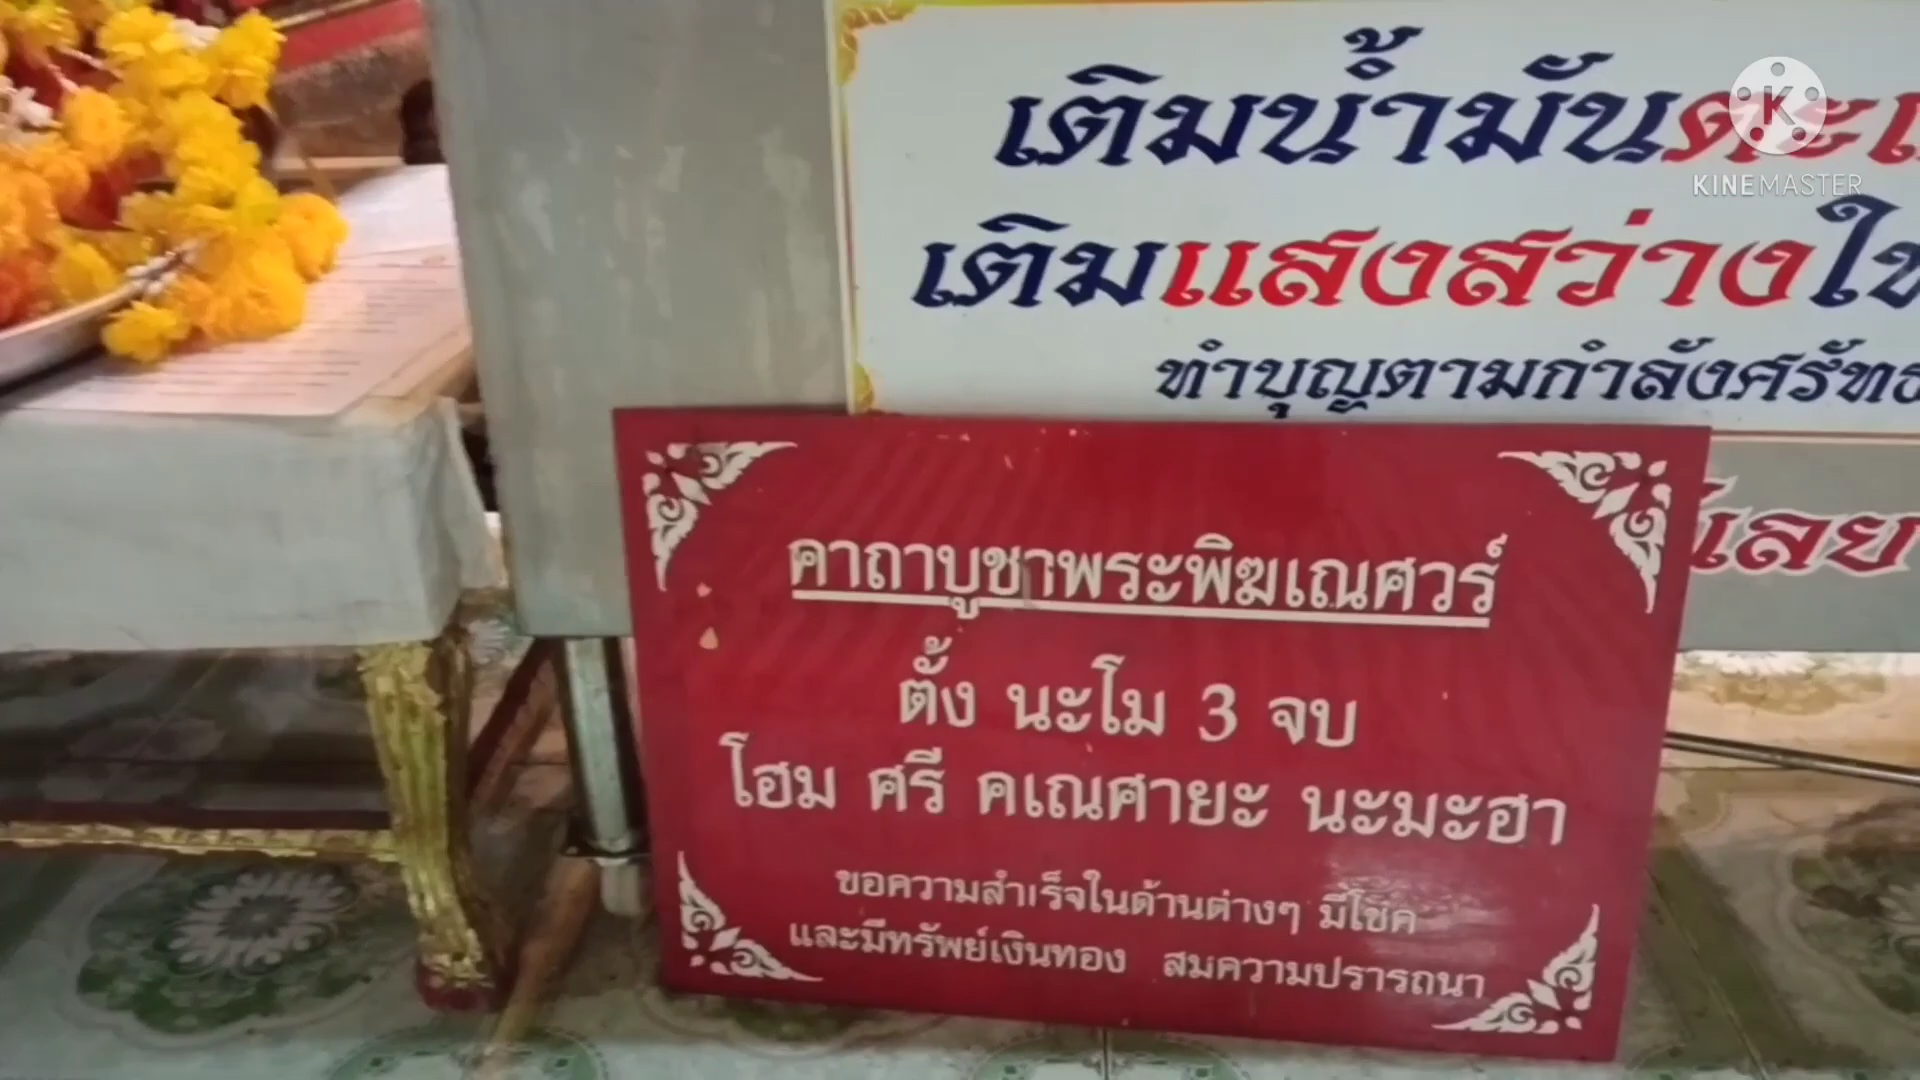 เติมน้ำมัน
KINEMASTER
เติมแสงสว่าง
ทำบุญตามกำลัง
เลย
คาถาบูชาพระพิฆเณศวร์
ตั้ง นะโม 3 จบ
โฮม ศรี คเณศายะ นะมะฮา
ขอความสำเร็จในด้านต่างๆ มีโชค
และมีทรัพย์เงินทอง สมความปรารถนา